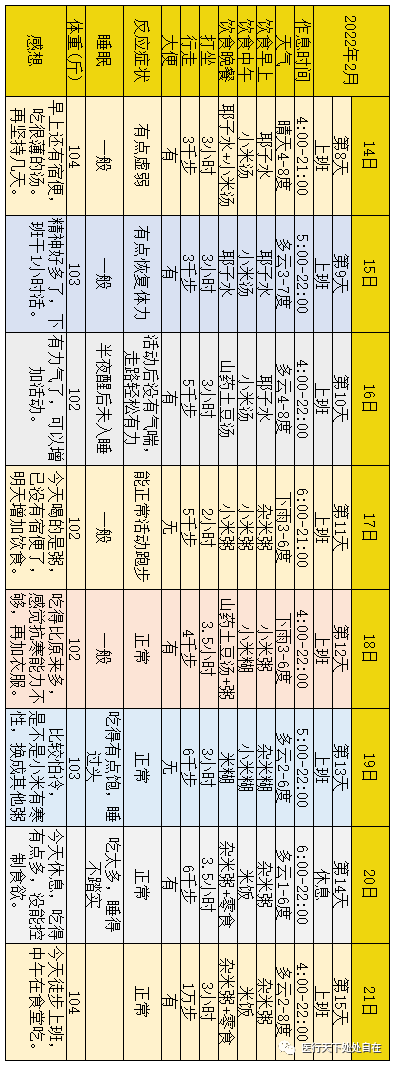 2022年2月 14日 15日 16日 17日 18日 19日 20日 21日
第8天 第9天 第10天 第11天 第12天 第13天 第14天 第15天
上班 上班 上班 上班 上班 上班 休息 上班
作息时间 4:00-21:00 5:00-22:00 4:00-22:00 6:00-21:00 4:00-22:00 5:00-22:00 6:00-22:00 4:00-22:00
天气 晴天4-8度 多云3-7度 多云4-8度 下雨3-6度 下雨3-6度 多云2-6度 多云1-6度 多云2-8度
饮食早上 耶子水 耶子水 耶子水 杂米粥 小米粥 杂米糊 杂米粥 杂米粥
饮食中午 小米汤 小米汤 小米汤 小米粥 小米糊 小米糊 米饭 米饭
饮食晚餐 耶子水+小米汤 耶子水 山药土豆汤 小米粥 山药土豆汤+粥 米糊 杂米粥+零食 杂米粥+零食
打坐 3小时 3小时 3小时 2小时 3.5小时 3小时 3.5小时 3小时
行走 3千步 3千步 5千步 5千步 4千步 6千步 6千步 1万步
大便 有 有 有 无 有 无 有 有
反应症状 有点虚弱 有点恢复体力 活动后没有气喘，走路轻松有力 能正常活动跑步 正常 正常 正常 正常
睡眠 一般 一般 半夜醒后未入睡 一般 一般 吃得有点饱，睡过头 吃太多，睡得不踏实
体重(斤) 104 103 102 102 102 103 104
感想
早上还有宿便，
吃很薄的汤。
再坚持几天。
精神好多了，下
班干1小时活。
有力气了，可以增
加活动。
今天喝的是粥，
已没有宿便了，
明天增加饮食。
吃得比原来多，
感觉抗寒能力不
够，再加衣服。
比较怕冷，
是不是小米有寒
性，换成其他粥
今天休息，吃得
有点多，没能控
制食欲。
今天徒步上班，
中午在食堂吃。
医行天下处处自在